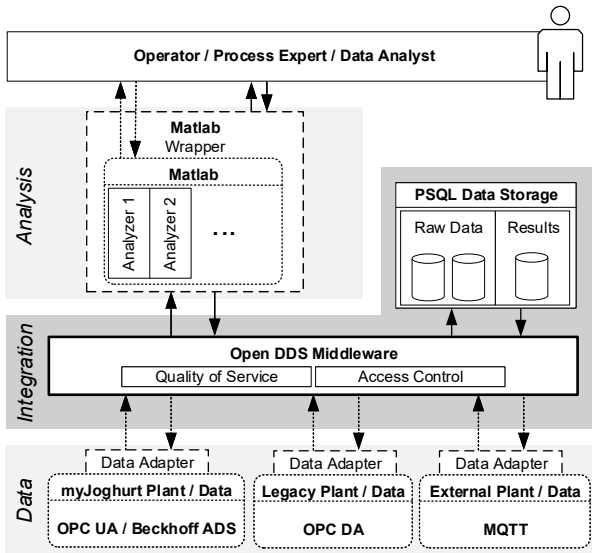 Operator / Process Expert / Data Analyst
Analysis
Matlab
Wrapper
Matlab
Analyzer 1
Analyzer 2
...
PSQL Data Storage
Raw Data
Results
Integration
Open DDS Middleware
Quality of Service
Access Control
Data
Data Adapter
myJoghurt Plant / Data
OPC UA / Beckhoff ADS
Data Adapter
Legacy Plant / Data
OPC DA
Data Adapter
External Plant / Data
MQTT